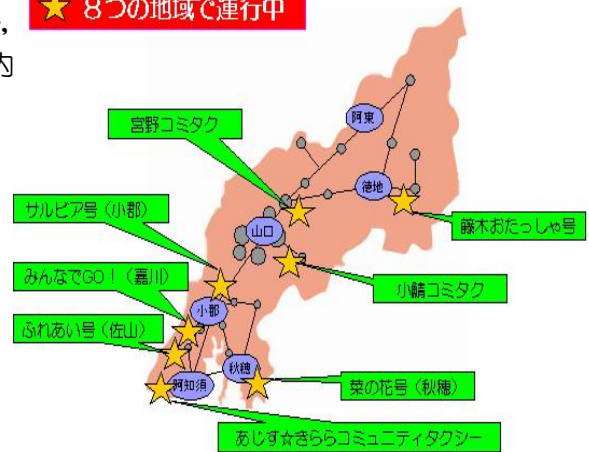 ★ 8つの地域で運行中
内
阿東
宮野コミタク
徳地
藤木おたっしゃ号
サルビア号（小郡）
山口
小鯖コミタク
みんなでGO！（嘉川）
小郡
ふれあい号（佐山）
秋穂
阿知須
菜の花号（秋穂）
あじす☆きららコミュニティタクシー